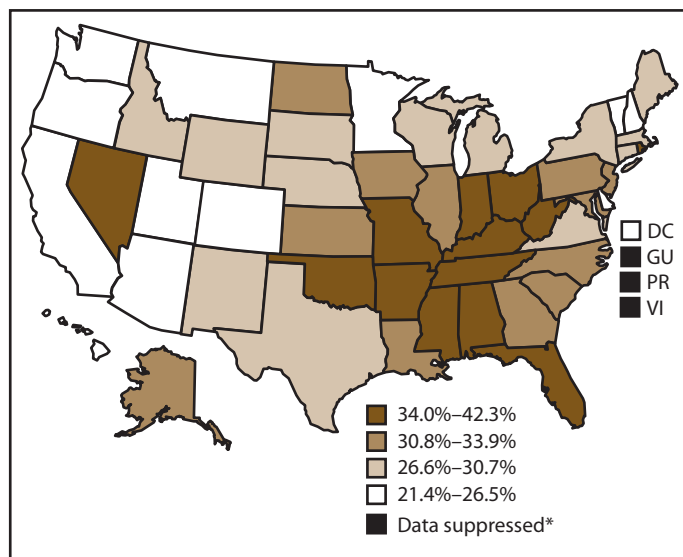 DC
GU
PR
VI
34.0%–42.3%
30.8%–33.9%
26.6%–30.7%
21.4%–26.5%
Data suppressed*